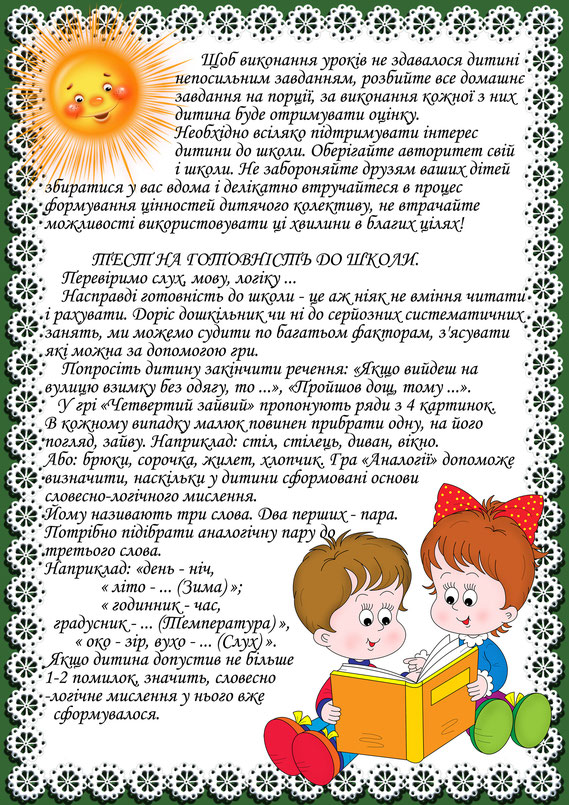 Щоб виконання уроків не здавалося дитині
непосильним завданням, розбийте все домашнє
завдання на порції, за виконання кожної з них
дитина буде отримувати оцінку.
Необхідно всіляко підтримувати інтерес
дитини до школи. Оберігайте авторитет свій
і школи. Не забороняйте друзям ваших дітей
збиратися у вас вдома і делікатно втручайтеся в процес
формування цінностей дитячого колективу, не втрачайте
можливості використовувати ці хвилини в благих цілях!
ТЕСТ НА ГОТОВНІСТЬ ДО ШКОЛИ.
Перевіримо слух, мову, логіку ...
Насправді готовність до школи - це аж ніяк не вміння читати
і рахувати. Доріс дошкільник чи ні до серйозних систематичних
занять, ми можемо судити по багатьом факторам, з'ясувати
які можна за допомогою гри.
Попросіть дитину закінчити речення: «Якщо вийдеш на
вулицю взимку без одягу, то ...», «Пройшов дощ, тому ...».
У грі «Четвертий зайвий» пропонують ряди з 4 картинок.
В кожному випадку малюк повинен прибрати одну, на його
погляд, зайву. Наприклад: стіл, стілець, диван, вікно.
Або: брюки, сорочка, жилет, хлопчик. Гра «Аналогії» допоможе
визначити, наскільки у дитини сформовані основи
словесно-логічного мислення.
Йому називають три слова. Два перших - пара.
Потрібно підібрати аналогічну пару до
третього слова.
Наприклад: «день - ніч,
« літо - ... (Зима) »;
« годинник - час,
градусник - ... (Температура) »,
« око - зір, вухо - ... (Слух) ».
Якщо дитина допустив не більше
1-2 помилок, значить, словесно
-логічне мислення у нього вже
сформувалося.